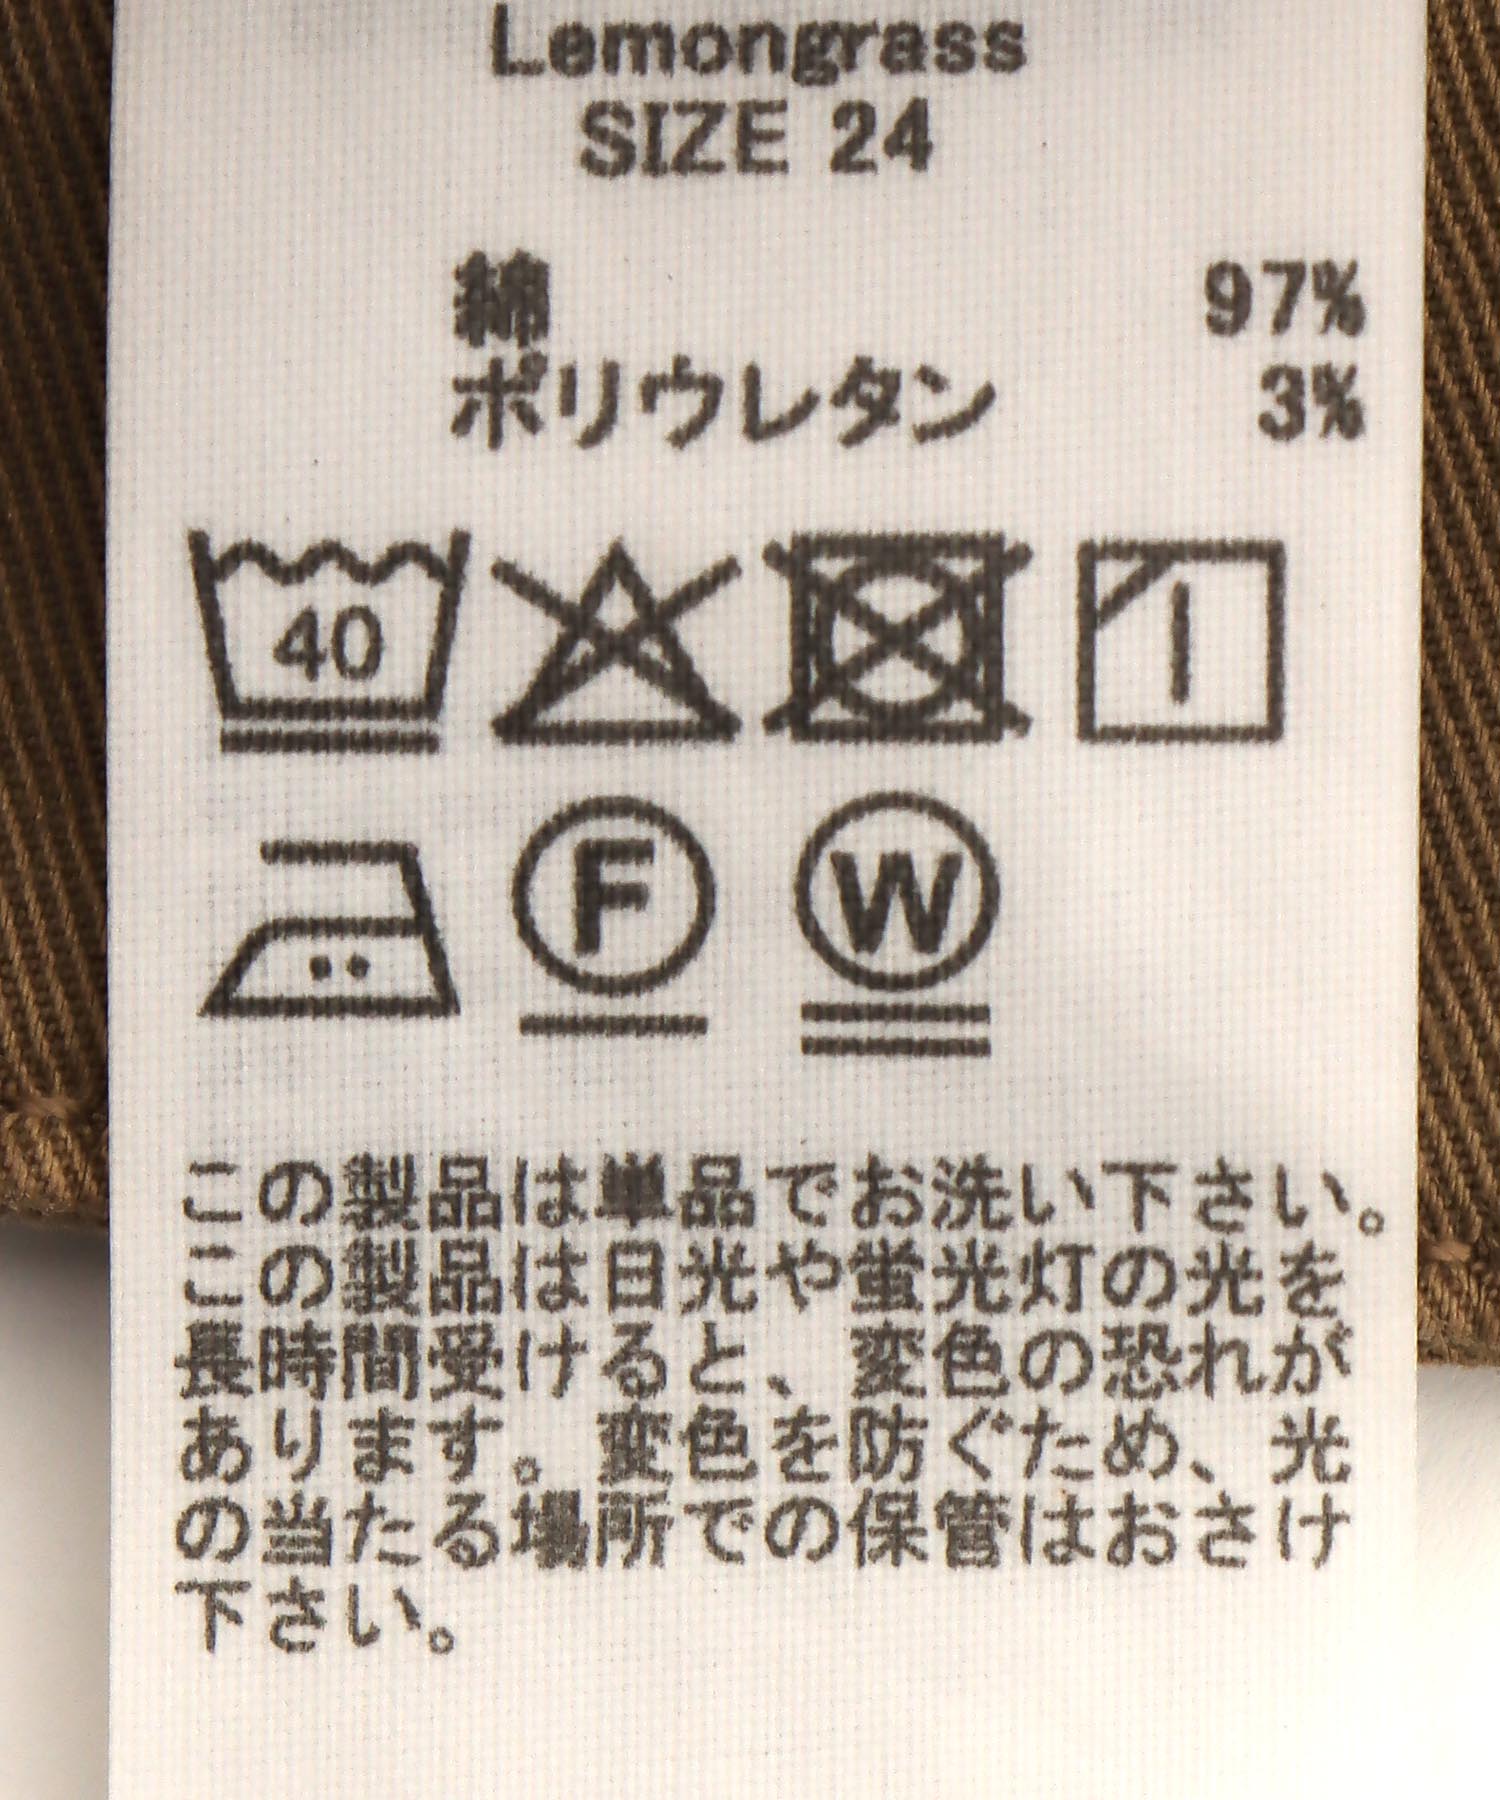 Lemongrass
SIZE 24
綿 97%
ポリウレタン 3%
40
F W
この製品は単品でお洗い下さい。
この製品は日光や蛍光灯の光を
長時間受けると、変色の恐れが
あります。変色を防ぐため、光
の当たる場所での保管はおさけ
下さい。